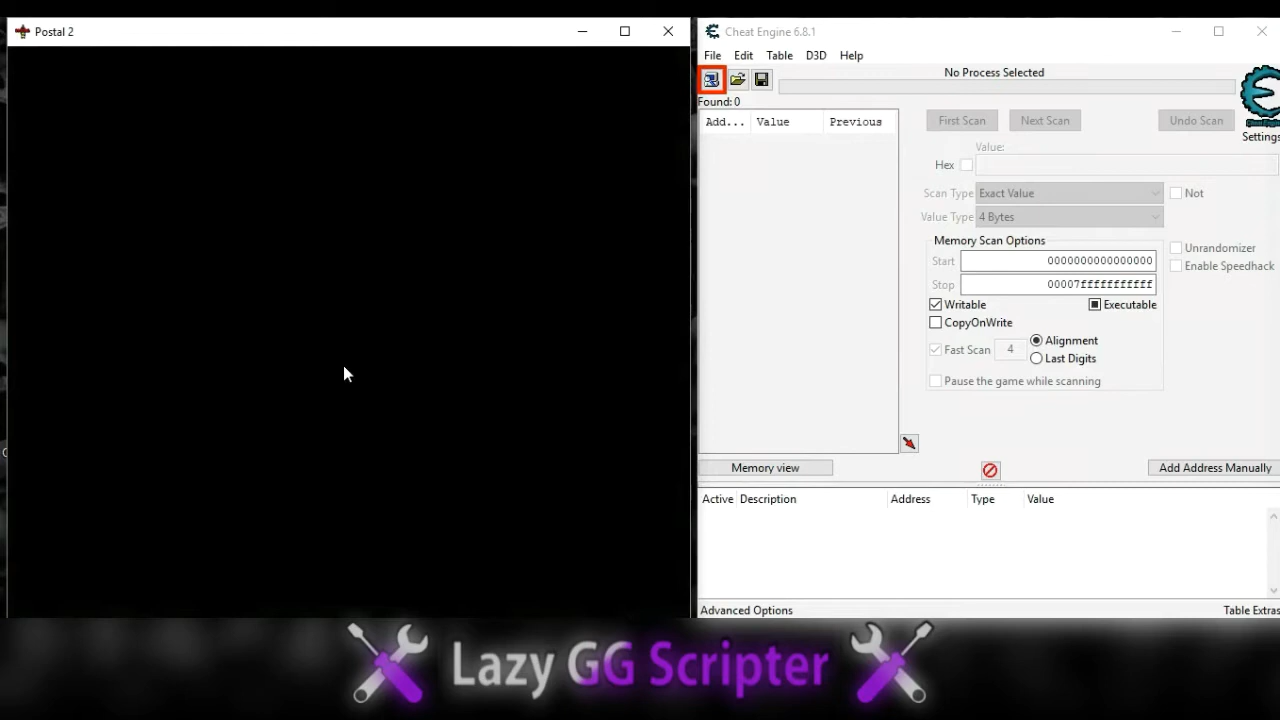 Postal 2
Cheat Engine 6.8.1
File Edit Table D3D Help
No Process Selected
Found: 0
Add... Value Previous
First Scan Next Scan Undo Scan
Settings
Value:
Hex
Scan Type Exact Value Not
Value Type 4 Bytes
Memory Scan Options
Start 0000000000000000
Stop 00007fffffffffff
Unrandomizer
Enable Speedhack
Writable Executable
CopyOnWrite
Fast Scan 4 Alignment
Last Digits
Pause the game while scanning
Memory view Add Address Manually
Active Description Address Type Value
Advanced Options Table Extras
Lazy GG Scripter